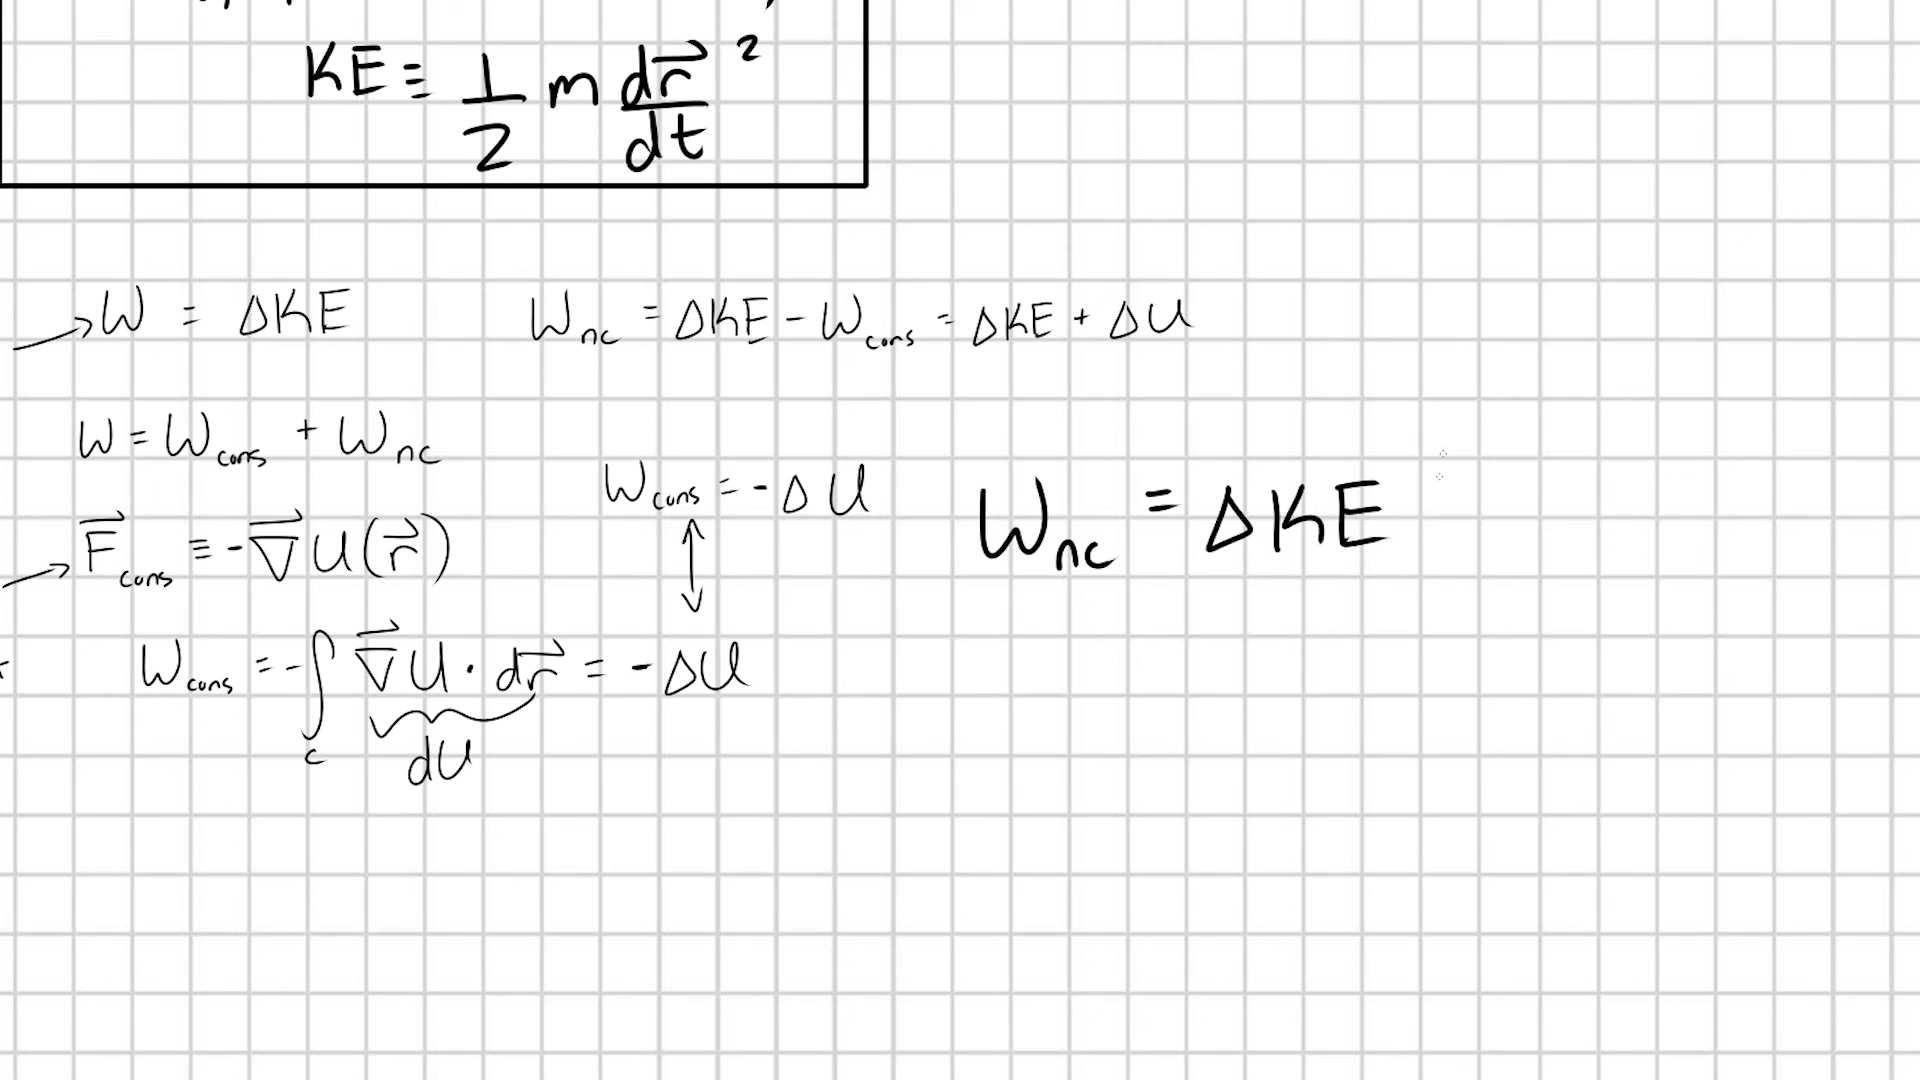 KE ≡ 1/2 m dr⃗/dt ²
W = ΔKE
W_nc = ΔKE - W_cons = ΔKE + ΔU
W = W_cons + W_nc
W_cons = - ΔU
W_nc = ΔKE
F⃗_cons ≡ -∇⃗U(r⃗)
W_cons = -∫_c ∇⃗U · dr⃗ = - ΔU
dU